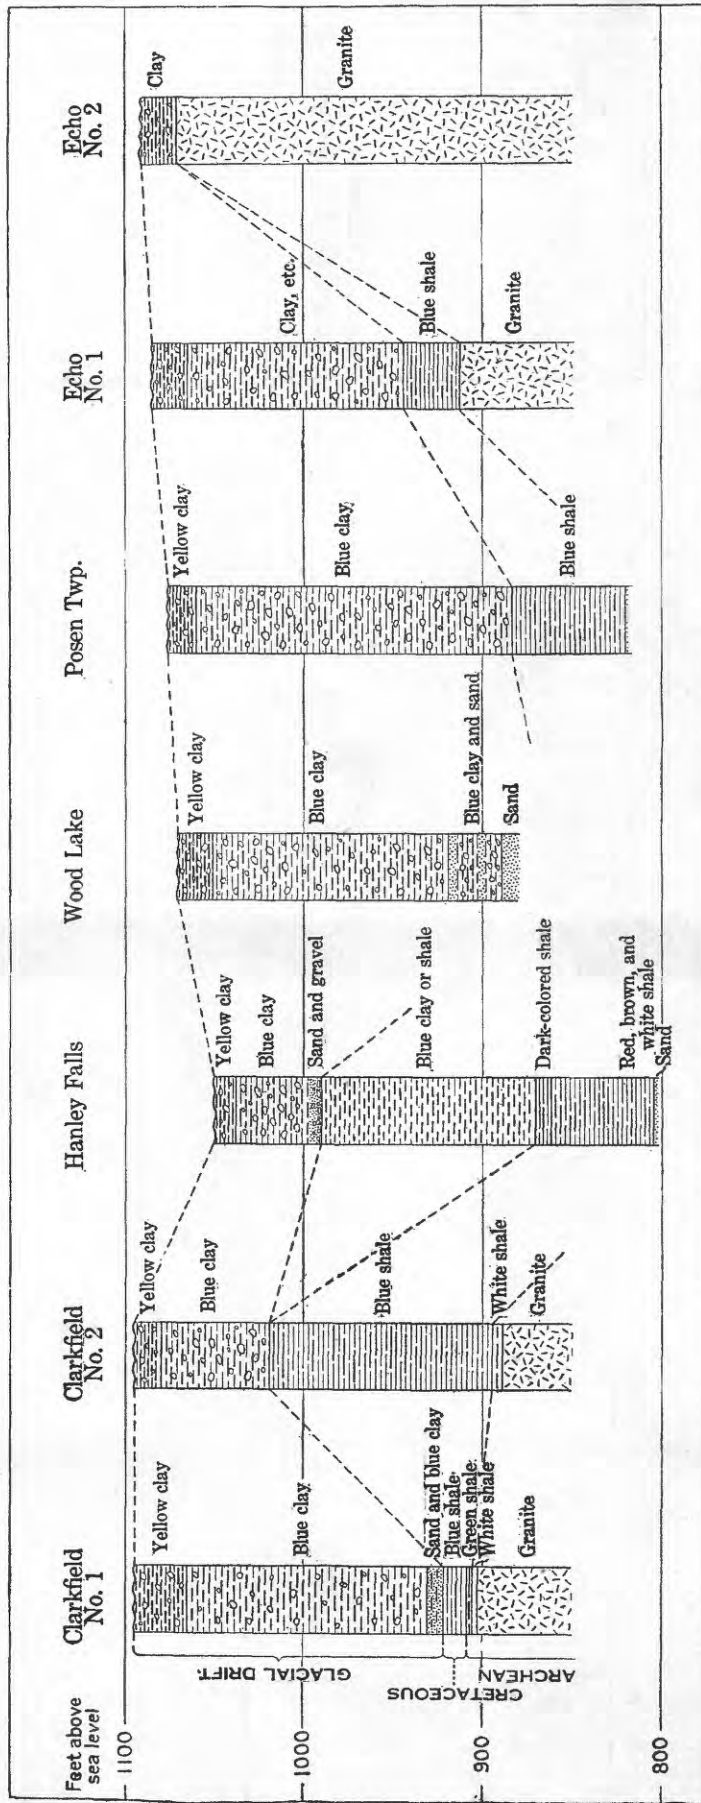 Feet above
sea level
1100
1000
900
800
GLACIAL DRIFT
CRETACEOUS
ARCHEAN
Clarkfield
No. 1
Yellow clay
Blue clay
Sand and blue clay
Blue shale
Green shale
White shale
Granite
Clarkfield
No. 2
Yellow clay
Blue clay
Blue shale
White shale
Granite
Hanley Falls
Yellow clay
Blue clay
Sand and gravel
Blue clay or shale
Dark-colored shale
Red, brown, and
white shale
Sand
Wood Lake
Yellow clay
Blue clay
Blue clay and sand
Sand
Posen Twp.
Yellow clay
Blue clay
Blue shale
Echo
No. 1
Clay, etc.
Blue shale
Granite
Echo
No. 2
Clay
Granite